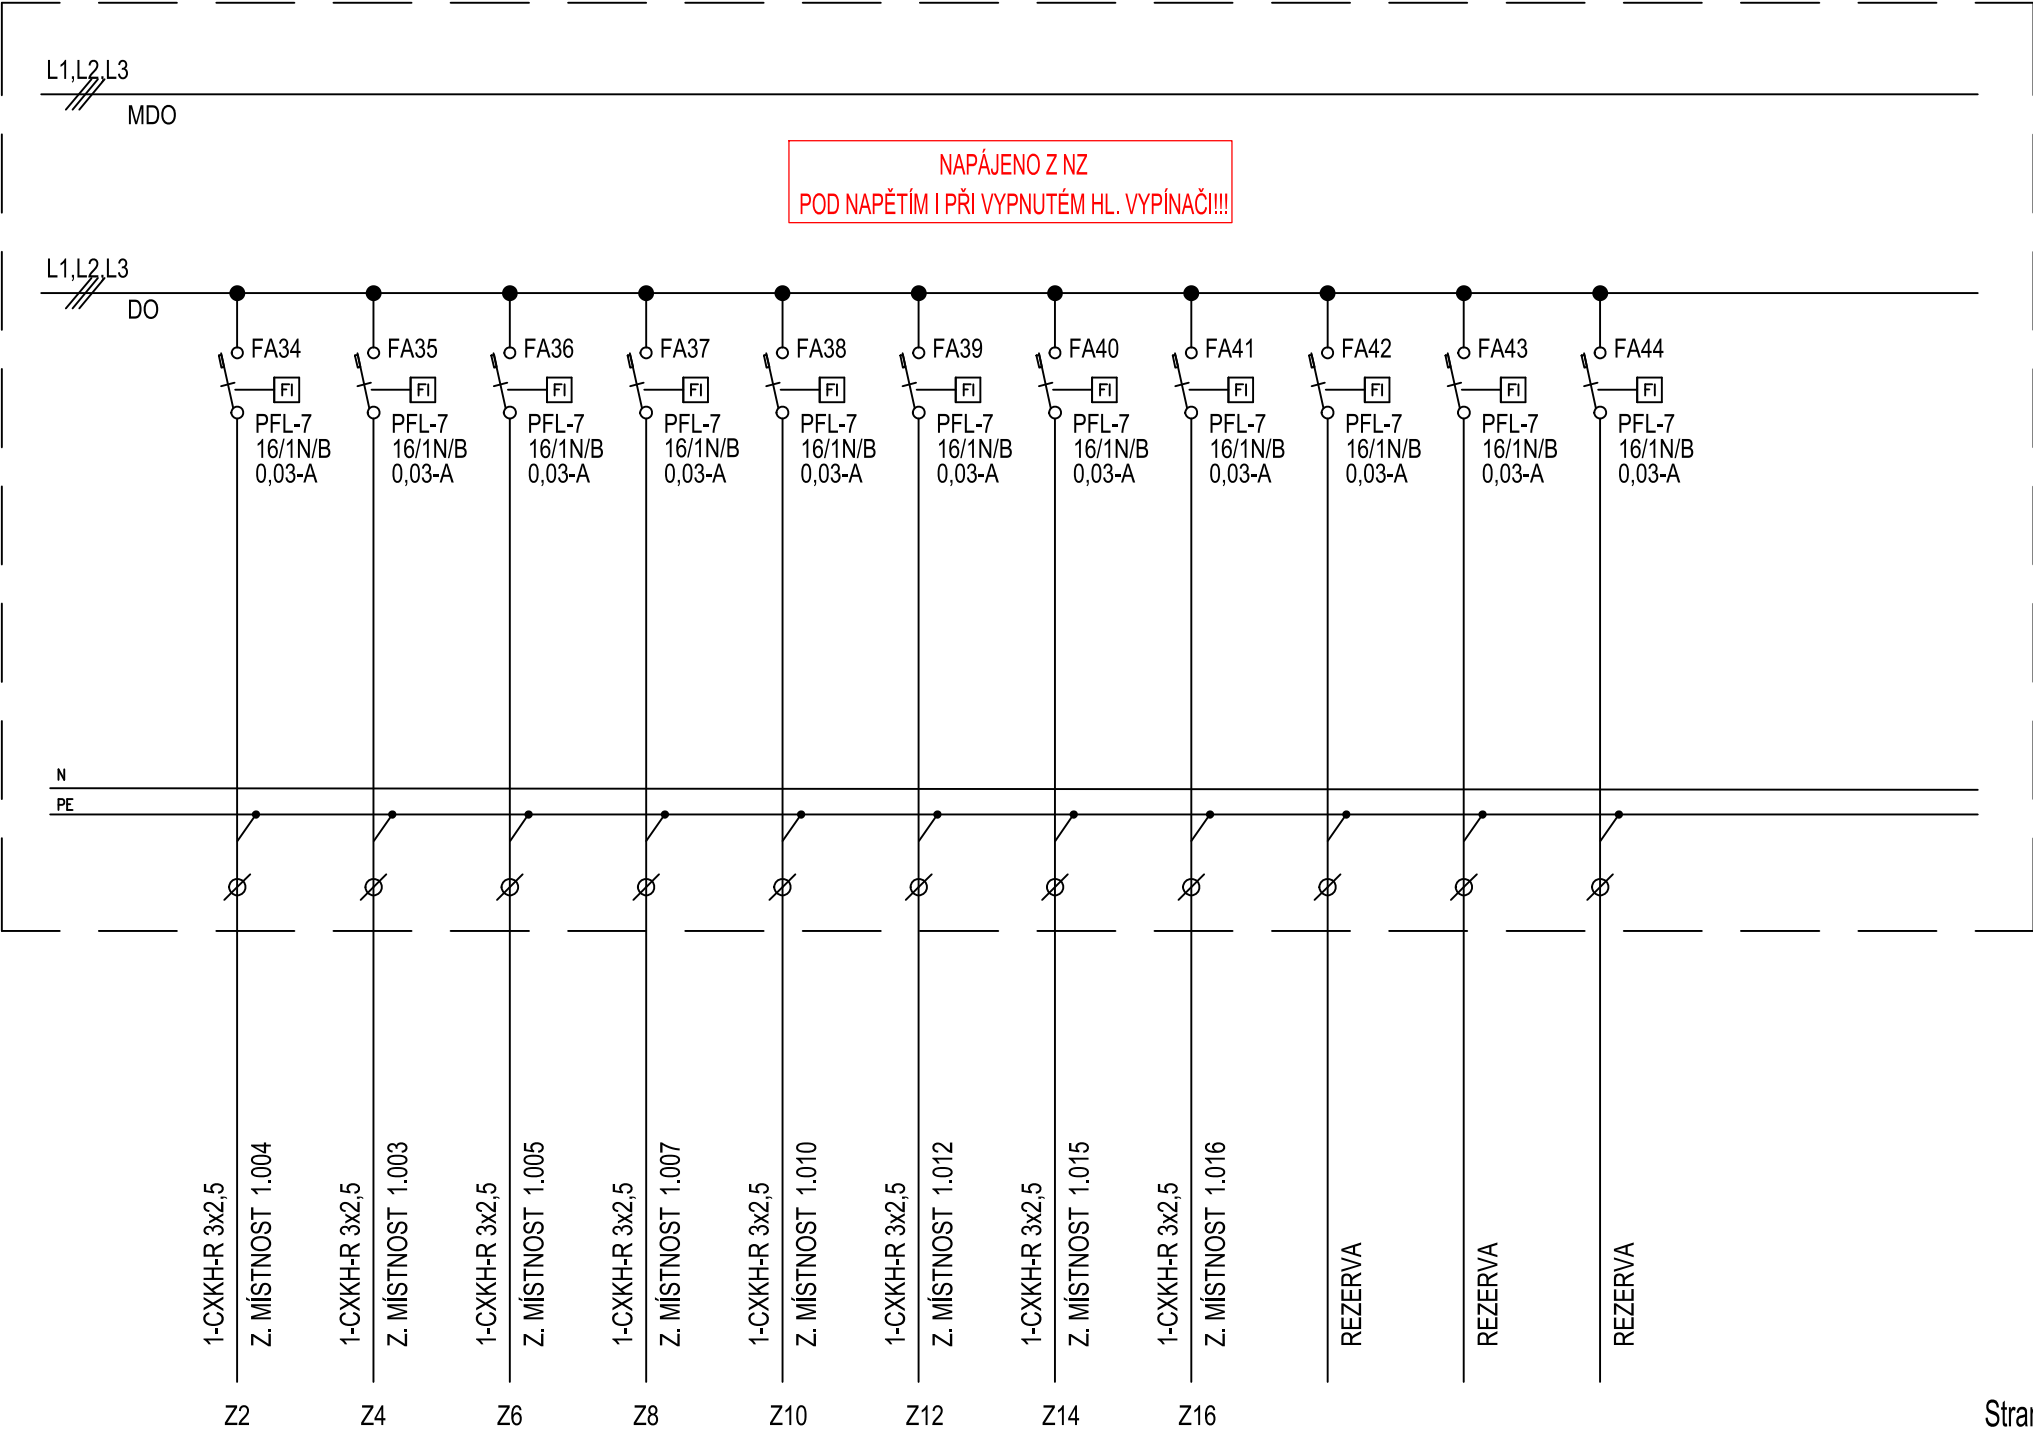 L1,L2,L3
MDO
NAPÁJENO Z NZ
POD NAPĚTÍM I PŘI VYPNUTÉM HL. VYPÍNAČI!!!
L1,L2,L3
DO
FA34
FI
PFL-7
16/1N/B
0,03-A
FA35
FI
PFL-7
16/1N/B
0,03-A
FA36
FI
PFL-7
16/1N/B
0,03-A
FA37
FI
PFL-7
16/1N/B
0,03-A
FA38
FI
PFL-7
16/1N/B
0,03-A
FA39
FI
PFL-7
16/1N/B
0,03-A
FA40
FI
PFL-7
16/1N/B
0,03-A
FA41
FI
PFL-7
16/1N/B
0,03-A
FA42
FI
PFL-7
16/1N/B
0,03-A
FA43
FI
PFL-7
16/1N/B
0,03-A
FA44
FI
PFL-7
16/1N/B
0,03-A
N
PE
1-CXKH-R 3x2,5
Z. MÍSTNOST 1.004
1-CXKH-R 3x2,5
Z. MÍSTNOST 1.003
1-CXKH-R 3x2,5
Z. MÍSTNOST 1.005
1-CXKH-R 3x2,5
Z. MÍSTNOST 1.007
1-CXKH-R 3x2,5
Z. MÍSTNOST 1.010
1-CXKH-R 3x2,5
Z. MÍSTNOST 1.012
1-CXKH-R 3x2,5
Z. MÍSTNOST 1.015
1-CXKH-R 3x2,5
Z. MÍSTNOST 1.016
REZERVA
REZERVA
REZERVA
Z2
Z4
Z6
Z8
Z10
Z12
Z14
Z16